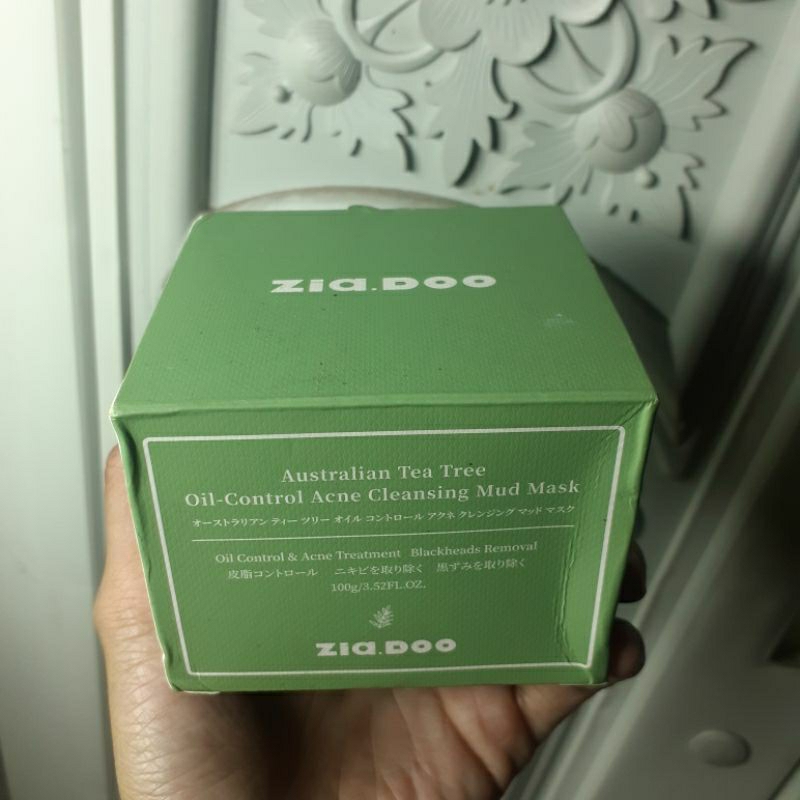 ZIA.DOO
Australian Tea Tree
Oil-Control Acne Cleansing Mud Mask
オーストラリアン ティー ツリー オイル コントロール アクネ クレンジング マッド マスク
Oil Control & Acne Treatment Blackheads Removal
皮脂コントロール ニキビを取り除く 黒ずみを取り除く
100g/3.52FL.OZ.
ZIA.DOO